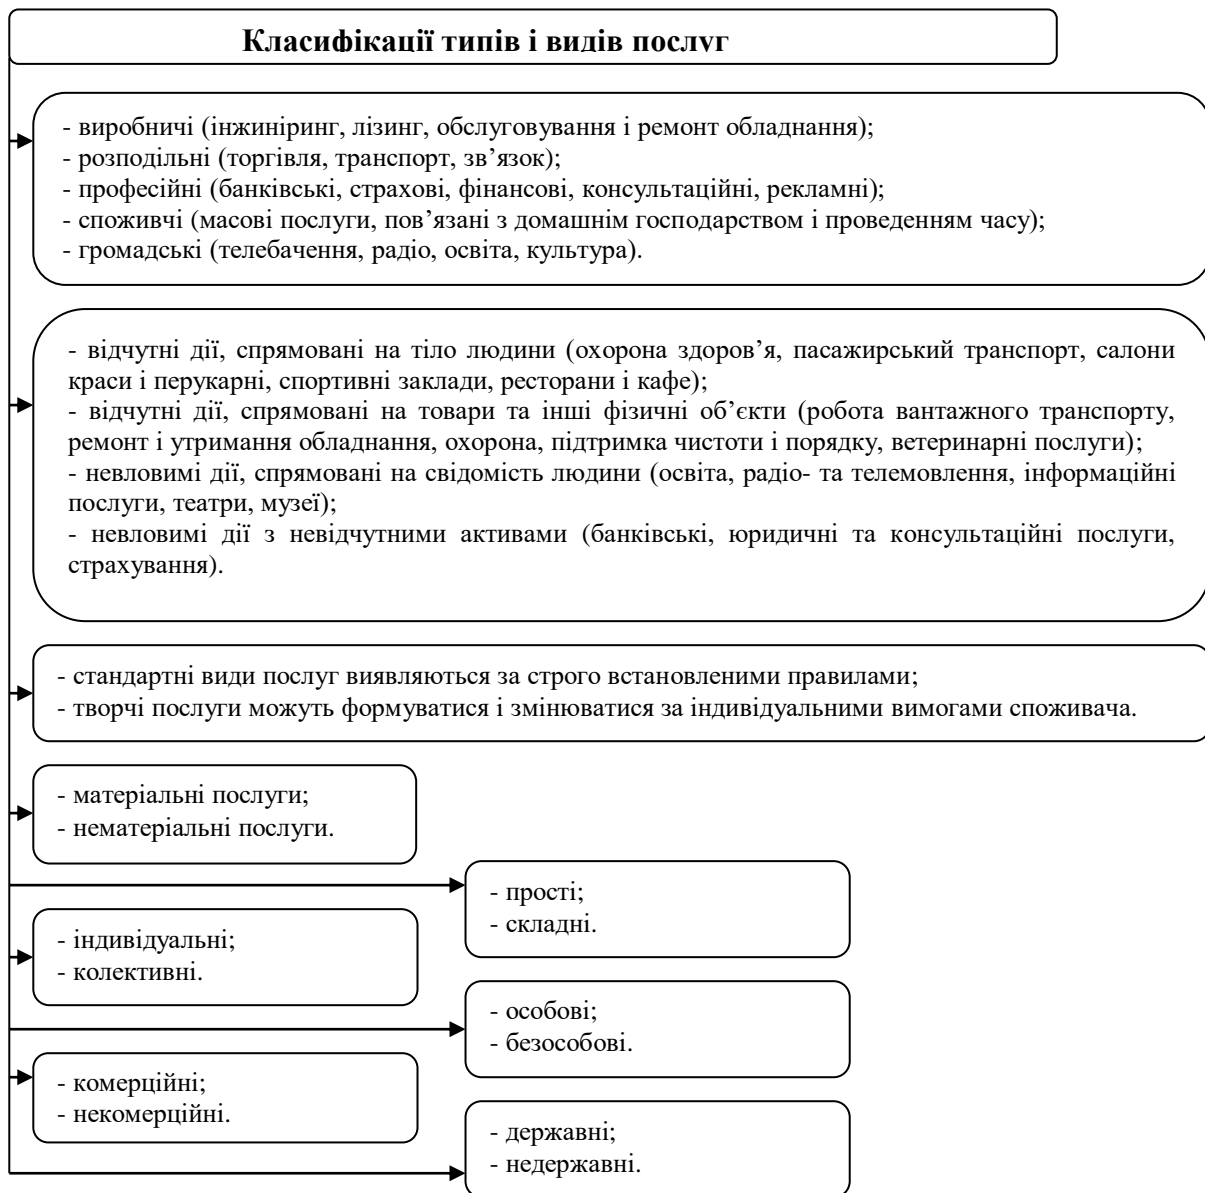 Класифікації типів і видів послуг
- виробничі (інжиніринг, лізинг, обслуговування і ремонт обладнання);
- розподільні (торгівля, транспорт, зв’язок);
- професійні (банківські, страхові, фінансові, консультаційні, рекламні);
- споживчі (масові послуги, пов’язані з домашнім господарством і проведенням часу);
- громадські (телебачення, радіо, освіта, культура).
- відчутні дії, спрямовані на тіло людини (охорона здоров’я, пасажирський транспорт, салони
краси і перукарні, спортивні заклади, ресторани і кафе);
- відчутні дії, спрямовані на товари та інші фізичні об’єкти (робота вантажного транспорту,
ремонт і утримання обладнання, охорона, підтримка чистоти і порядку, ветеринарні послуги);
- невловимі дії, спрямовані на свідомість людини (освіта, радіо- та телемовлення, інформаційні
послуги, театри, музеї);
- невловимі дії з невідчутними активами (банківські, юридичні та консультаційні послуги,
страхування).
- стандартні види послуг виявляються за строго встановленими правилами;
- творчі послуги можуть формуватися і змінюватися за індивідуальними вимогами споживача.
- матеріальні послуги;
- нематеріальні послуги.
- прості;
- складні.
- індивідуальні;
- колективні.
- особові;
- безособові.
- комерційні;
- некомерційні.
- державні;
- недержавні.